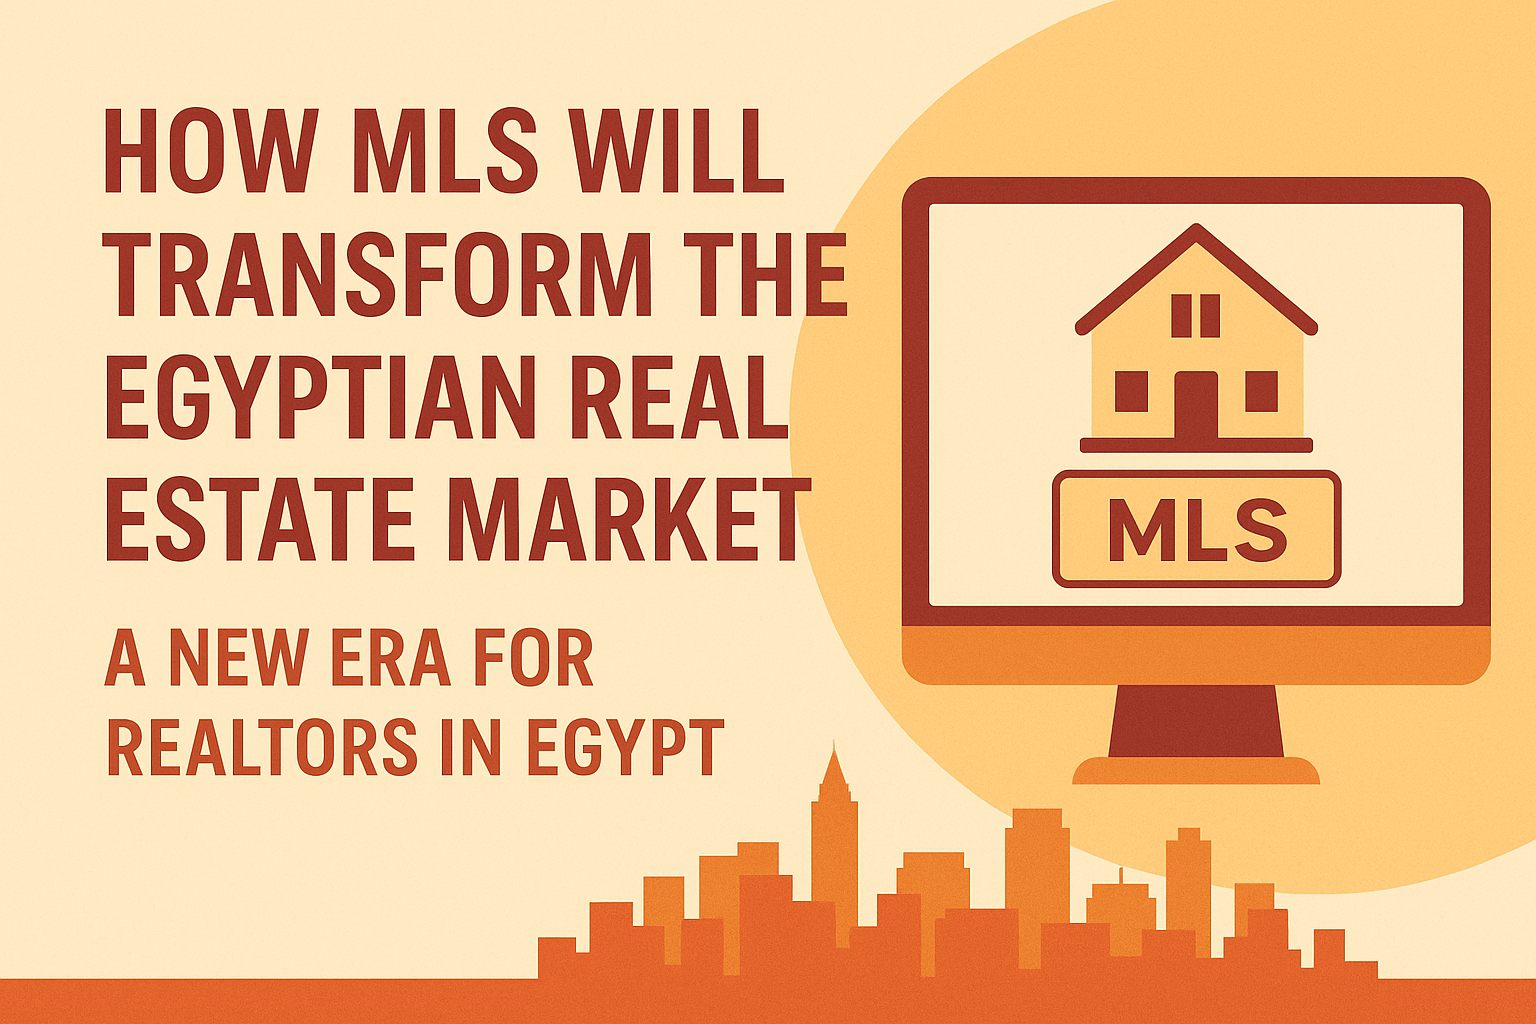 HOW MLS WILL
TRANSFORM THE
EGYPTIAN REAL
ESTATE MARKET
A NEW ERA FOR
REALTORS IN EGYPT
MLS